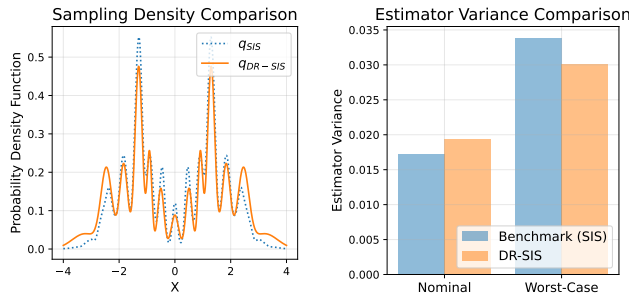 Sampling Density Comparison
Probability Density Function
0.5
0.4
0.3
0.2
0.1
0.0
−4
−2
0
2
4
X
q_SIS
q_DR−SIS
Estimator Variance Comparison
Estimator Variance
0.035
0.030
0.025
0.020
0.015
0.010
0.005
0.000
Nominal
Worst-Case
Benchmark (SIS)
DR-SIS